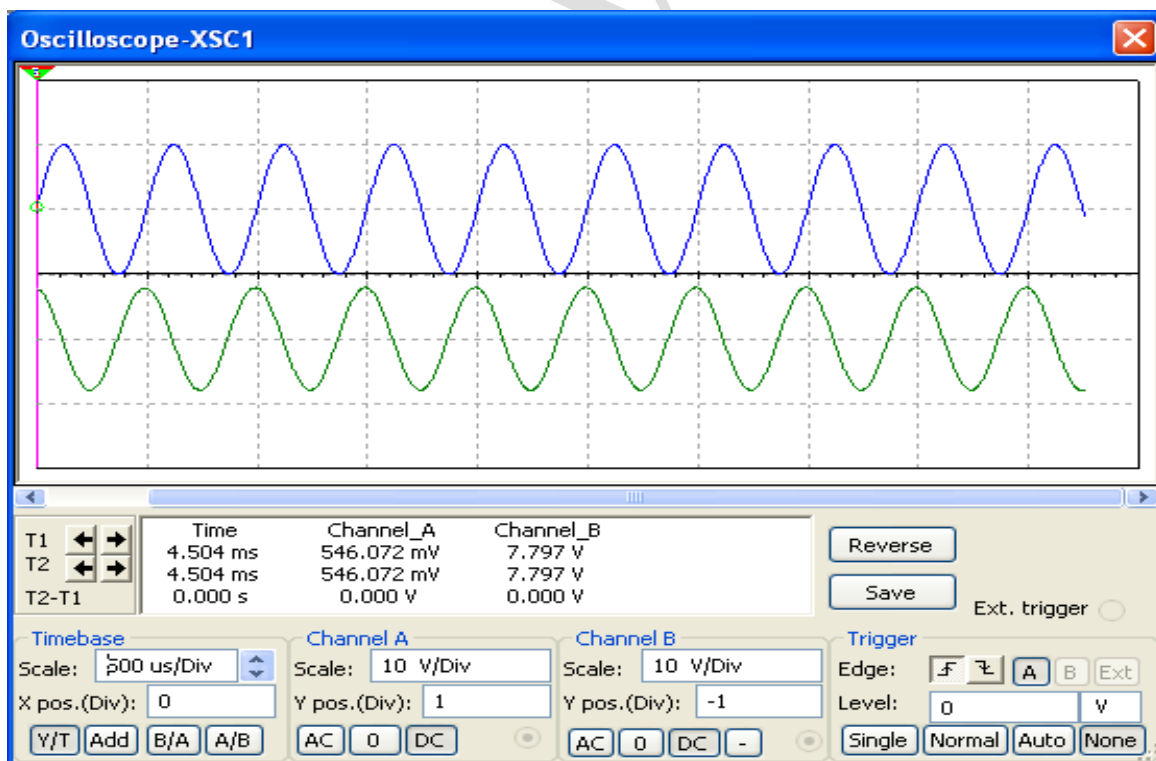 Oscilloscope-XSC1
T1
T2
T2-T1
Time Channel_A Channel_B
4.504 ms 546.072 mV 7.797 V
4.504 ms 546.072 mV 7.797 V
0.000 s 0.000 V 0.000 V
Reverse
Save
Ext. trigger
Timebase
Scale: 500 us/Div
X pos.(Div): 0
Y/T Add B/A A/B
Channel A
Scale: 10 V/Div
Y pos.(Div): 1
AC 0 DC
Channel B
Scale: 10 V/Div
Y pos.(Div): -1
AC 0 DC -
Trigger
Edge: A B Ext
Level: 0 V
Single Normal Auto None